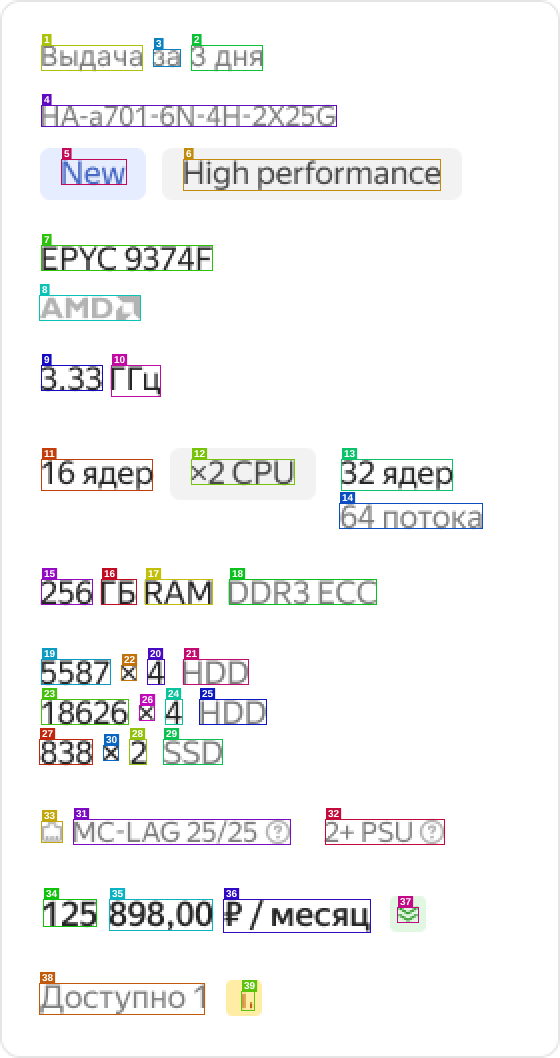 Выдача за 3 дня
HA-a701-6N-4H-2X25G
New High performance
EPYC 9374F
AMD
3.33 ГГц
16 ядер ×2 CPU 32 ядер
64 потока
256 ГБ RAM DDR3 ECC
5587 × 4 HDD
18626 × 4 HDD
838 × 2 SSD
MC-LAG 25/25 ? 2+ PSU ?
125 898,00 ₽ / месяц
Доступно 1